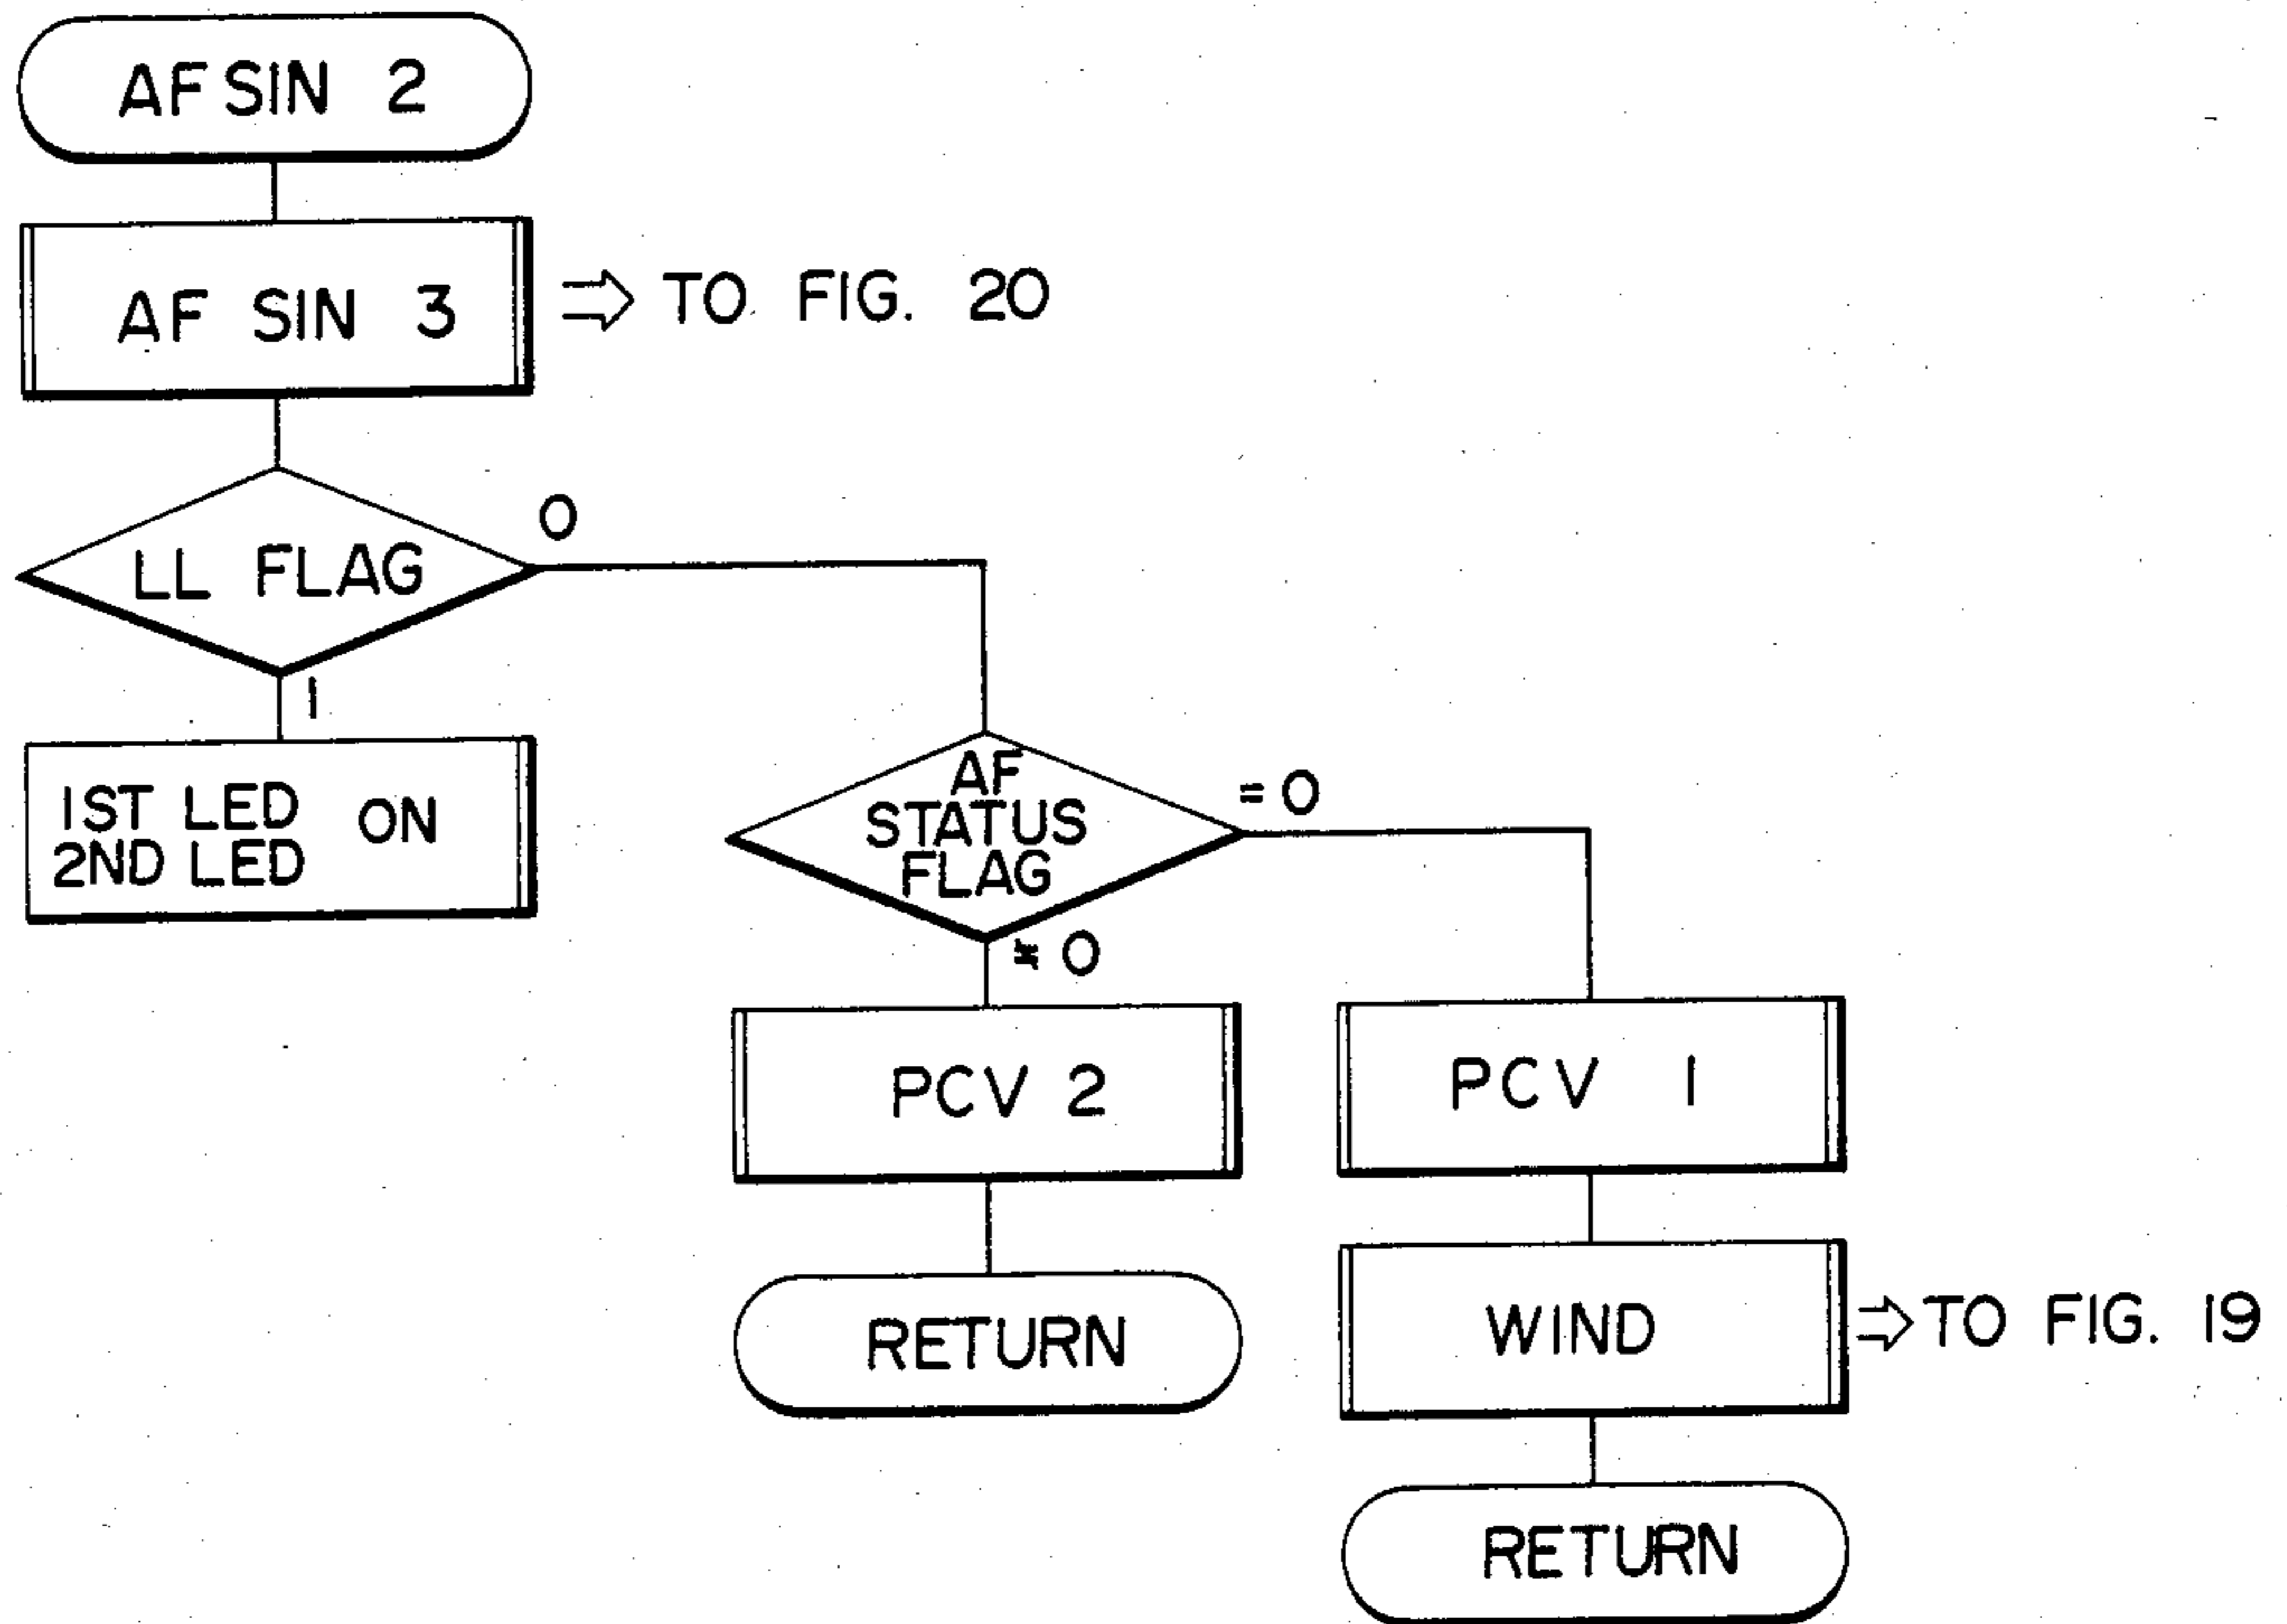 AF SIN 2
AF SIN 3
⇒ TO FIG. 20
LL FLAG
0
1
1ST LED
2ND LED
ON
AF
STATUS
FLAG
= 0
≠ 0
PCV 2
RETURN
PCV 1
WIND
⇒ TO FIG. 19
RETURN